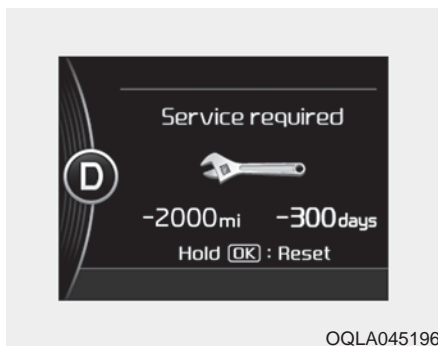 Service required
D
-2000mi -300days
Hold OK : Reset
OQLA045196